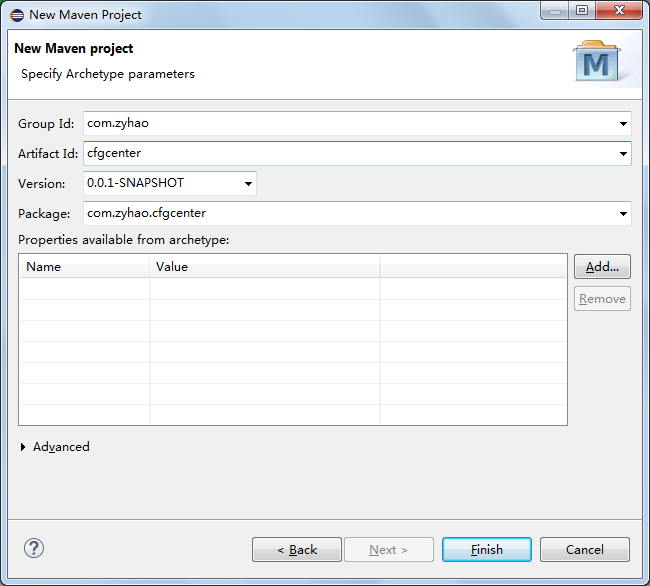 New Maven Project
New Maven project
Specify Archetype parameters
M
Group Id: com.zyhao
Artifact Id: cfgcenter
Version: 0.0.1-SNAPSHOT
Package: com.zyhao.cfgcenter
Properties available from archetype:
Name Value
Add...
Remove
Advanced
? < Back Next > Finish Cancel